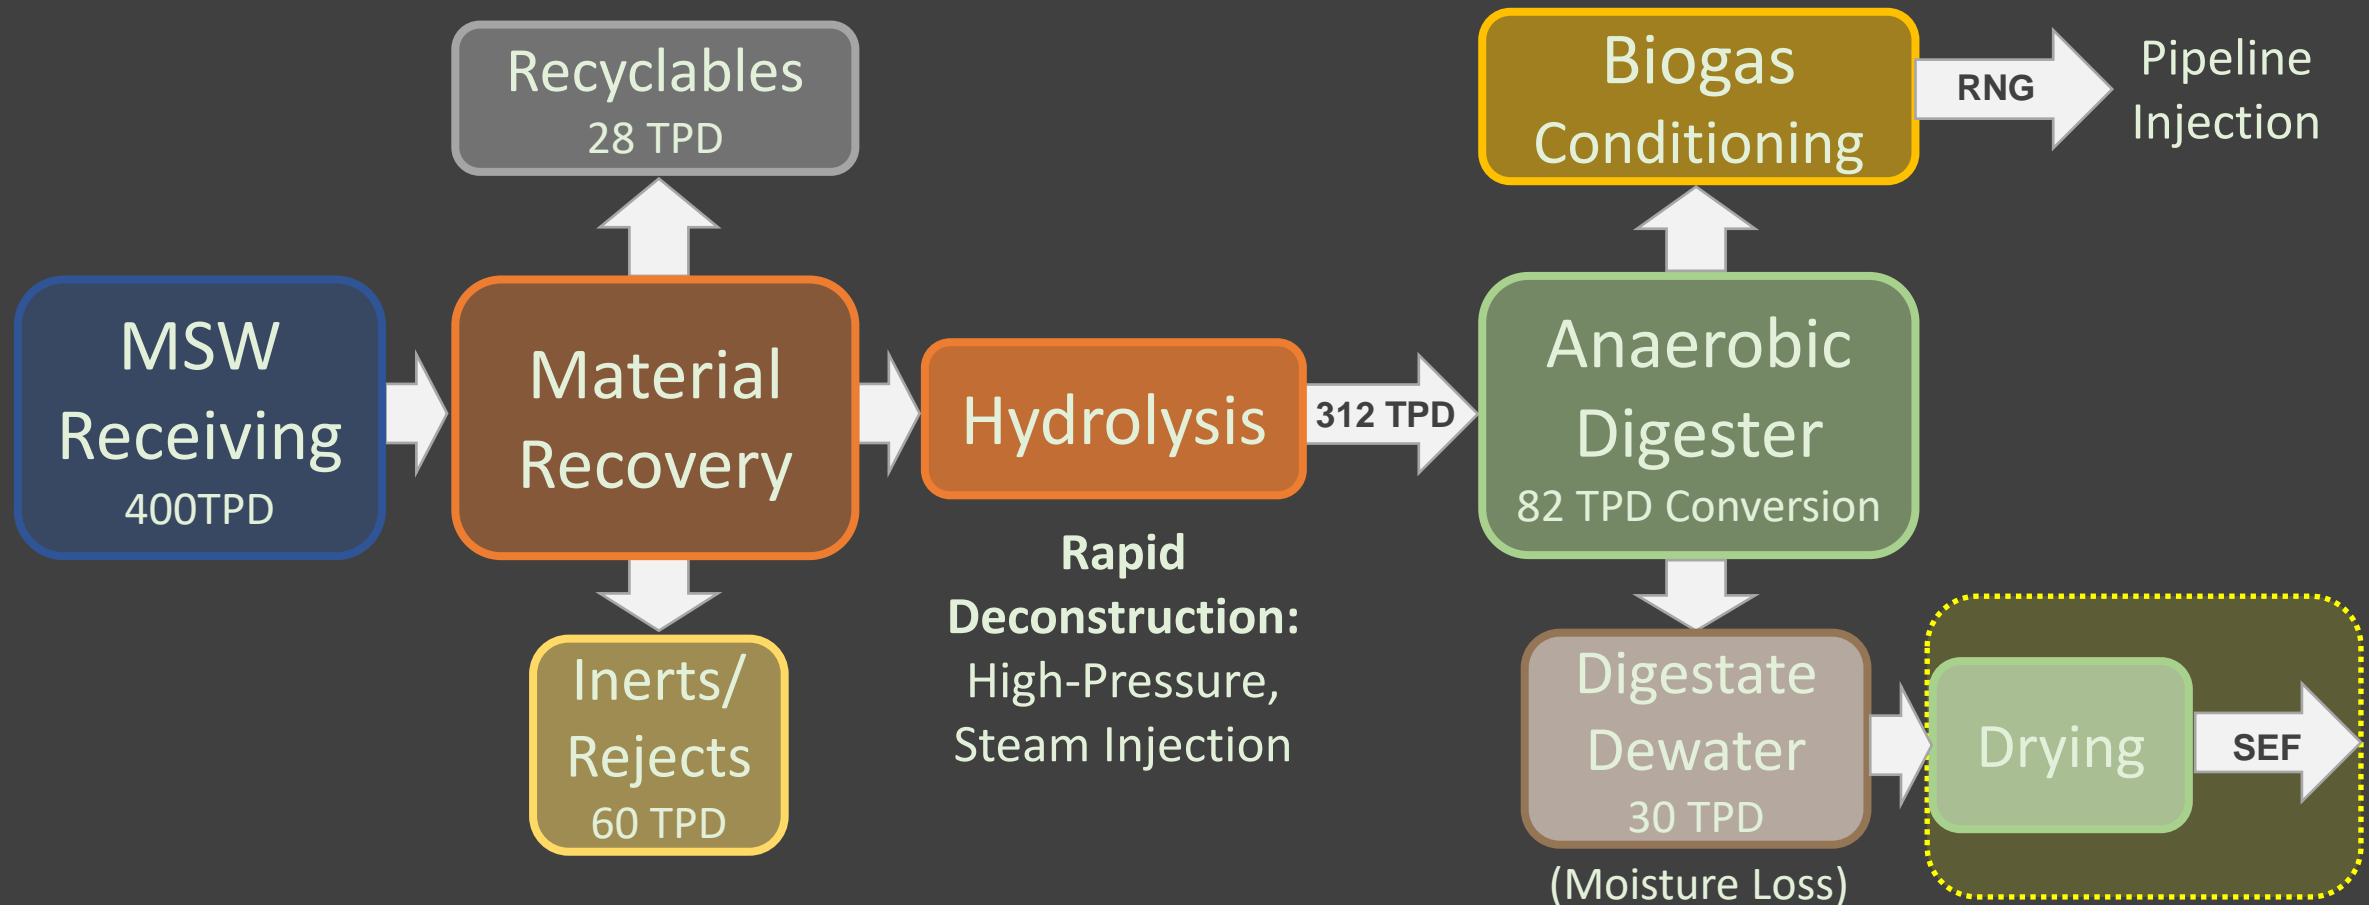 Recyclables
28 TPD
Biogas
Conditioning
RNG
Pipeline
Injection
MSW
Receiving
400TPD
Material
Recovery
Hydrolysis
312 TPD
Anaerobic
Digester
82 TPD Conversion
Rapid
Deconstruction:
High-Pressure,
Steam Injection
Inerts/
Rejects
60 TPD
Digestate
Dewater
30 TPD
(Moisture Loss)
Drying
SEF